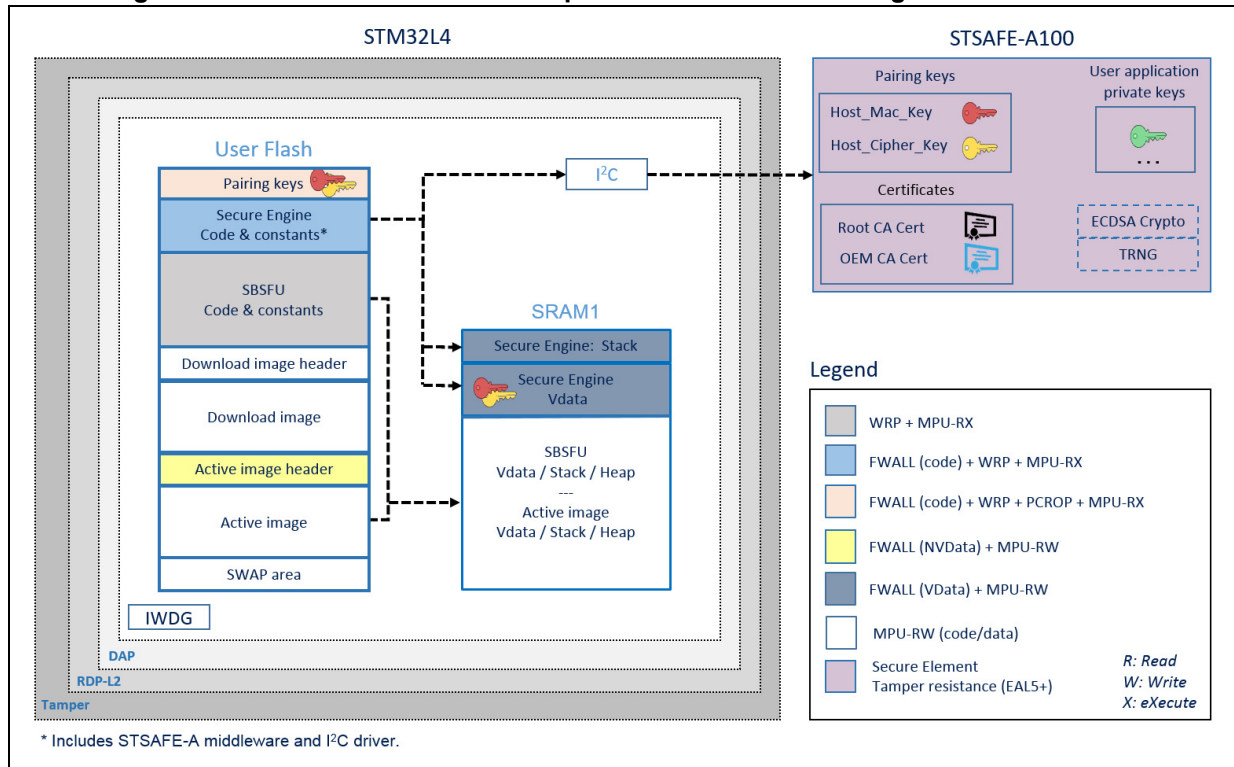 STM32L4
STSAFE-A100
User Flash
Pairing keys
Secure Engine
Code & constants*
SBSFU
Code & constants
Download image header
Download image
Active image header
Active image
SWAP area
IWDG
DAP
RDP-L2
Tamper
I²C
SRAM1
Secure Engine: Stack
Secure Engine
Vdata
SBSFU
Vdata / Stack / Heap
---
Active image
Vdata / Stack / Heap
Pairing keys
Host_Mac_Key
Host_Cipher_Key
User application
private keys
...
Certificates
Root CA Cert
OEM CA Cert
ECDSA Crypto
TRNG
Legend
WRP + MPU-RX
FWALL (code) + WRP + MPU-RX
FWALL (code) + WRP + PCROP + MPU-RX
FWALL (NVData) + MPU-RW
FWALL (VData) + MPU-RW
MPU-RW (code/data)
Secure Element
Tamper resistance (EAL5+)
R: Read
W: Write
X: eXecute
* Includes STSAFE-A middleware and I²C driver.